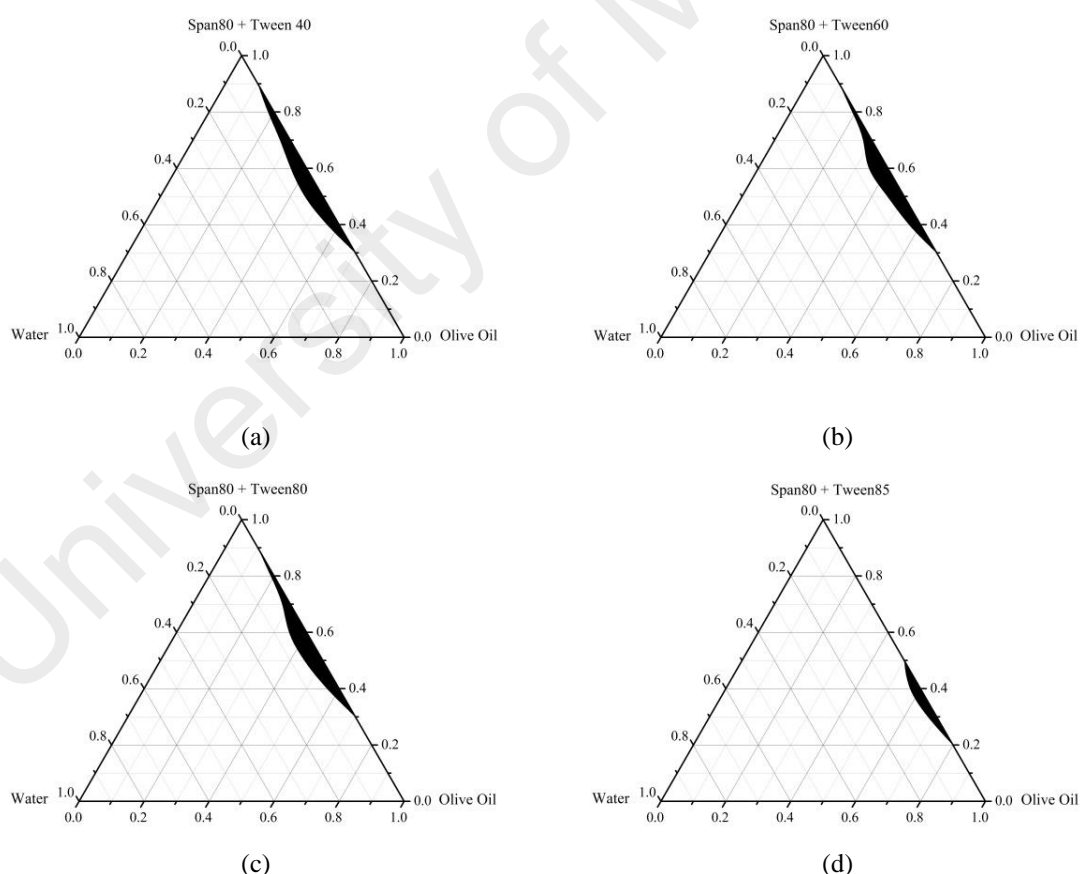 Span80 + Tween 40
0.0 1.0
0.2 0.8
0.4 0.6
0.6 0.4
0.8 0.2
Water 1.0 0.0 Olive Oil
0.0 0.2 0.4 0.6 0.8 1.0
(a)
Span80 + Tween60
0.0 1.0
0.2 0.8
0.4 0.6
0.6 0.4
0.8 0.2
Water 1.0 0.0 Olive Oil
0.0 0.2 0.4 0.6 0.8 1.0
(b)
Span80 + Tween80
0.0 1.0
0.2 0.8
0.4 0.6
0.6 0.4
0.8 0.2
Water 1.0 0.0 Olive Oil
0.0 0.2 0.4 0.6 0.8 1.0
(c)
Span80 + Tween85
0.0 1.0
0.2 0.8
0.4 0.6
0.6 0.4
0.8 0.2
Water 1.0 0.0 Olive Oil
0.0 0.2 0.4 0.6 0.8 1.0
(d)
University of M